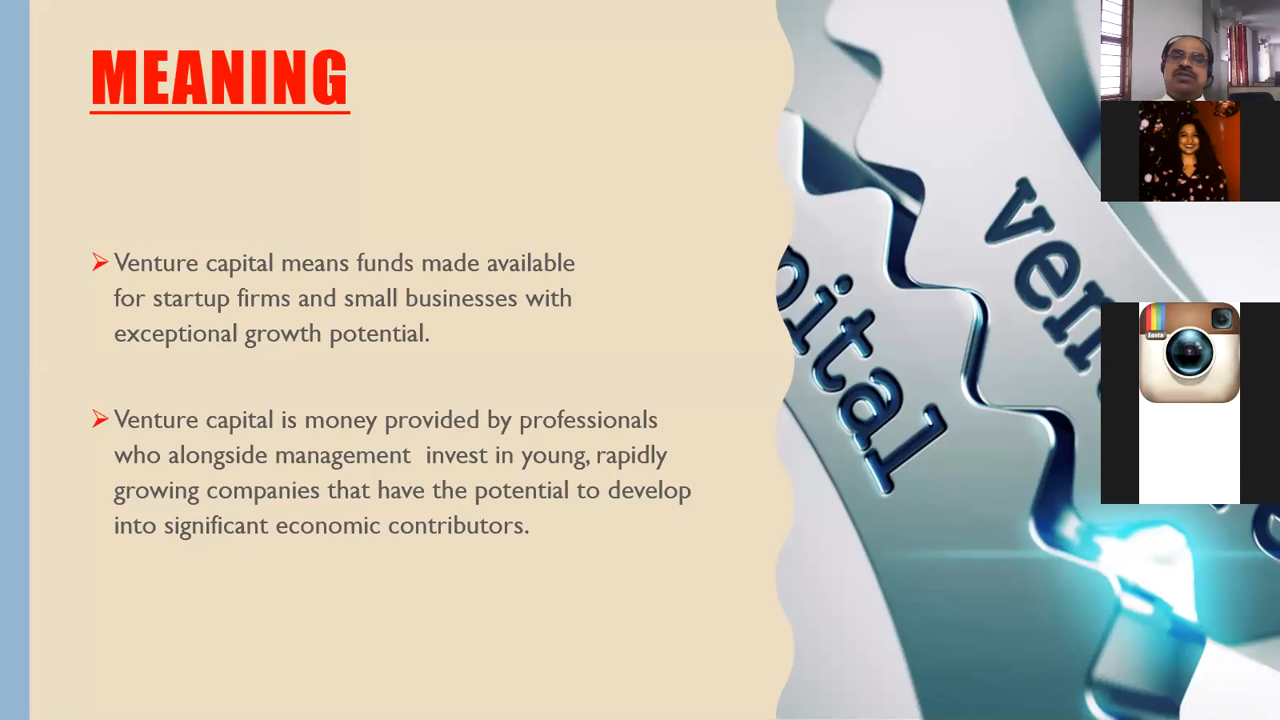 MEANING
Venture capital means funds made available
for startup firms and small businesses with
exceptional growth potential.
Venture capital is money provided by professionals
who alongside management invest in young, rapidly
growing companies that have the potential to develop
into significant economic contributors.
Insta